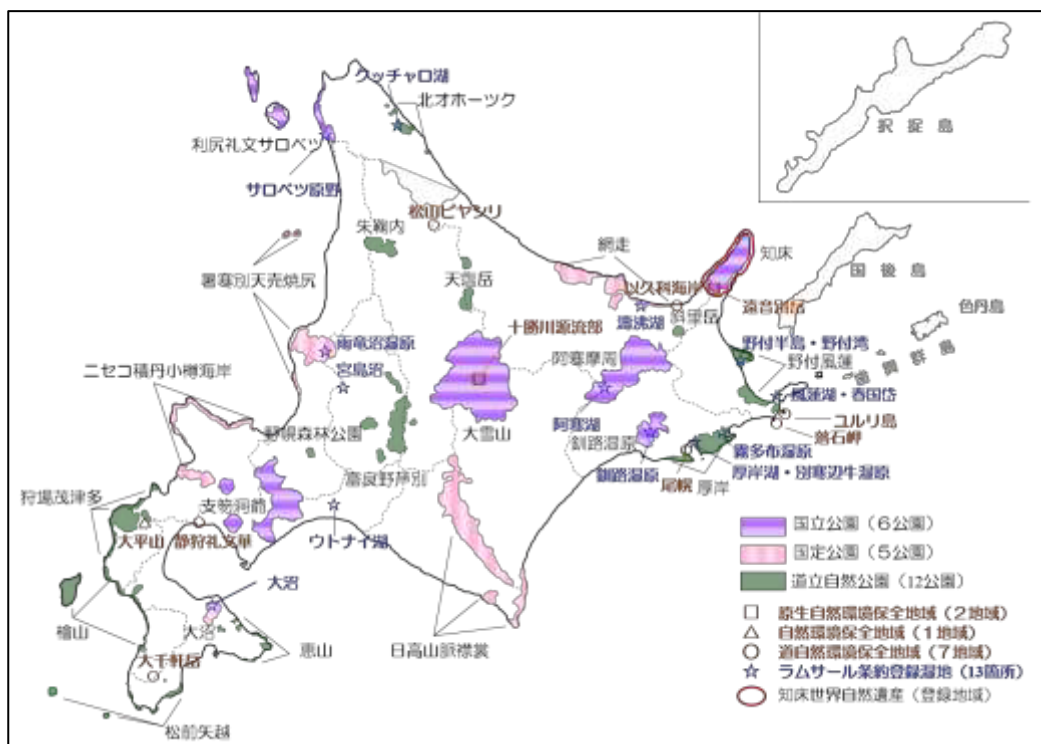 クッチャロ湖
北オホーツク
利尻礼文サロベツ
サロベツ原野
択捉島
松山ピヤシリ
朱鞠内
天塩岳
網走
知床
国後島
色丹島
暑寒別天売焼尻
以久科海岸
斜里岳
遠音別岳
濤沸湖
雨竜沼湿原
宮島沼
十勝川源流部
阿寒摩周
野付半島・野付湾
野付風蓮
風蓮湖・春国岱
ニセコ積丹小樽海岸
野幌森林公園
大雪山
阿寒湖
釧路湿原
ユルリ島
落石岬
霧多布湿原
富良野芦別
釧路湿原
尾幌
厚岸
厚岸湖・別寒辺牛湿原
狩場茂津多
支笏洞爺
大平山
静狩礼文華
ウトナイ湖
大沼
大沼
檜山
恵山
日高山脈襟裳
大千軒岳
松前矢越
国立公園（6公園）
国定公園（5公園）
道立自然公園（12公園）
原生自然環境保全地域（2地域）
自然環境保全地域（1地域）
道自然環境保全地域（7地域）
ラムサール条約登録湿地（13箇所）
知床世界自然遺産（登録地域）